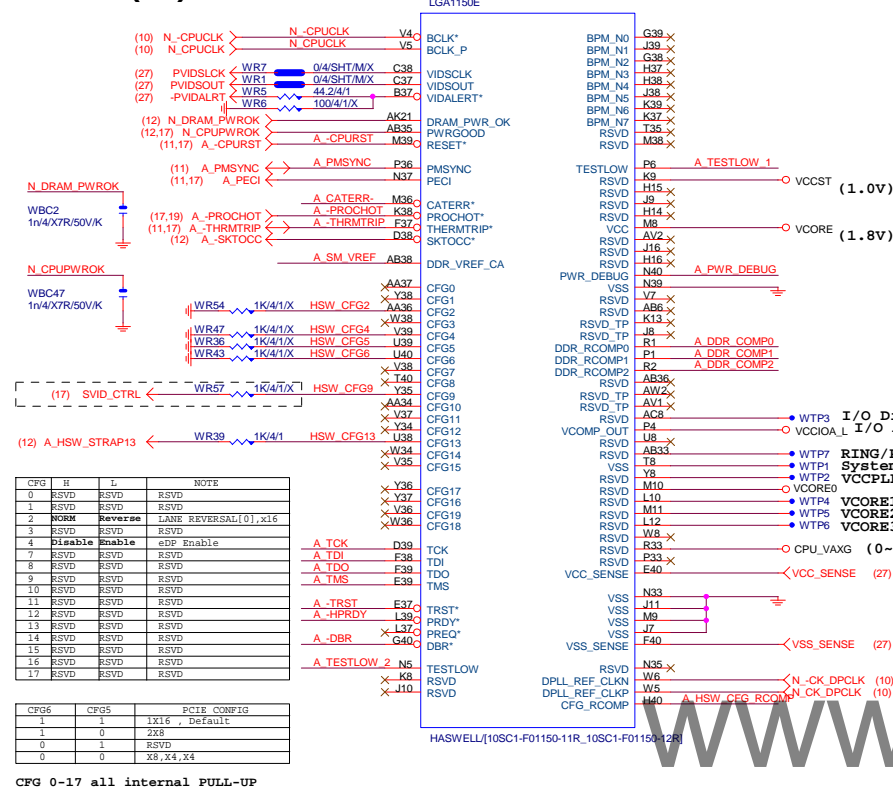 LGA1150E
(10) N_-CPUCLK N_-CPUCLK V4 BCLK*
(10) N_CPUCLK N_CPUCLK V5 BCLK_P
(27) PVIDSLCK WR7 0/4/SHT/M/X C38 VIDSCLK
(27) PVIDSOUT WR1 0/4/SHT/M/X C37 VIDSOUT
(27) -PVIDALRT WR5 44.2/4/1 B37 VIDALERT*
WR6 100/4/1/X
(12) N_DRAM_PWROK AK21 DRAM_PWR_OK
(12,17) N_CPUPWROK AB35 PWRGOOD
(11,17) A_-CPURST A_-CPURST M39 RESET*
(11) A_PMSYNC A_PMSYNC P36 PMSYNC
(11,17) A_PECI N37 PECI
A_CATERR- M36 CATERR*
(17,19) A_-PROCHOT A_-PROCHOT K38 PROCHOT*
(11,17) A_-THRMTRIP A_-THRMTRIP F37 THERMTRIP*
(12) A_-SKTOCC D38 SKTOCC*
A_SM_VREF AB38 DDR_VREF_CA
N_DRAM_PWROK
WBC2
1n/4/X7R/50V/K
N_CPUPWROK
WBC47
1n/4/X7R/50V/K
AA37 CFG0
Y38 CFG1
WR54 1K/4/1/X HSW_CFG2 AA36 CFG2
W38 CFG3
WR47 1K/4/1/X HSW_CFG4 V39 CFG4
WR36 1K/4/1/X HSW_CFG5 U39 CFG5
WR43 1K/4/1/X HSW_CFG6 U40 CFG6
V38 CFG7
T40 CFG8
(17) SVID_CTRL WR57 1K/4/1/X HSW_CFG9 Y35 CFG9
AA34 CFG10
V37 CFG11
Y34 CFG12
(12) A_HSW_STRAP13 WR39 1K/4/1 HSW_CFG13 U38 CFG13
W34 CFG14
V35 CFG15
Y36 CFG17
Y37 CFG16
V36 CFG19
W36 CFG18
A_TCK D39 TCK
A_TDI F38 TDI
A_TDO F39 TDO
A_TMS E39 TMS
A_-TRST E37 TRST*
A_-HPRDY L39 PRDY*
L37 PREQ*
A_-DBR G40 DBR*
A_TESTLOW_2 N5 TESTLOW
K8 RSVD
J10 RSVD
BPM_N0 G39
BPM_N1 J39
BPM_N2 G38
BPM_N3 H37
BPM_N4 H38
BPM_N5 J38
BPM_N6 K39
BPM_N7 K37
RSVD T35
RSVD M38
TESTLOW P6 A_TESTLOW_1
RSVD K9 VCCST (1.0V)
RSVD H15
RSVD J9
RSVD H14
VCC M8 VCORE (1.8V)
RSVD AV2
RSVD J16
RSVD H16
PWR_DEBUG N40 A_PWR_DEBUG
VSS N39
RSVD V7
RSVD AB6
RSVD_TP K13
RSVD_TP J8
DDR_RCOMP0 R1 A_DDR_COMP0
DDR_RCOMP1 P1 A_DDR_COMP1
DDR_RCOMP2 R2 A_DDR_COMP2
RSVD AB36
RSVD_TP AW2
RSVD_TP AV1
RSVD AC8 WTP3 I/O
VCOMP_OUT P4 VCCIOA_L I/O
RSVD U8
RSVD AB33 WTP7
VSS T8 WTP1 System
RSVD Y8 WTP2
RSVD M10 VCORE0
RSVD L10 WTP4 VCORE1
RSVD M11 WTP5 VCORE2
RSVD L12 WTP6 VCORE3
RSVD W8
RSVD R33 CPU_VAXG (0~
RSVD P33
VCC_SENSE E40 VCC_SENSE (27)
VSS N33
VSS J11
VSS M9
VSS J7
VSS_SENSE F40 VSS_SENSE (27)
RSVD N35
DPLL_REF_CLKN W6 N_-CK_DPCLK (10)
DPLL_REF_CLKP W5 N_CK_DPCLK (10)
CFG_RCOMP H40 A_HSW_CFG_RCOMP
HASWELL/[10SC1-F01150-11R_10SC1-F01150-12R]
CFG H L NOTE
0 RSVD RSVD RSVD
1 RSVD RSVD RSVD
2 NORM Reverse LANE REVERSAL[0],x16
3 RSVD RSVD RSVD
4 Disable Enable eDP Enable
7 RSVD RSVD RSVD
8 RSVD RSVD RSVD
9 RSVD RSVD RSVD
10 RSVD RSVD RSVD
11 RSVD RSVD RSVD
12 RSVD RSVD RSVD
13 RSVD RSVD RSVD
14 RSVD RSVD RSVD
15 RSVD RSVD RSVD
16 RSVD RSVD RSVD
17 RSVD RSVD RSVD
CFG6 CFG5 PCIE CONFIG
1 1 1X16 , Default
1 0 2X8
0 1 RSVD
0 0 X8,X4,X4
CFG 0-17 all internal PULL-UP
www